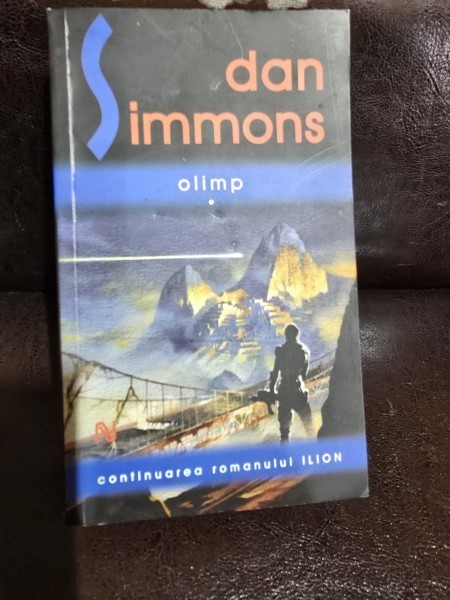 dan
Simmons
olimp
continuarea romanului ILION